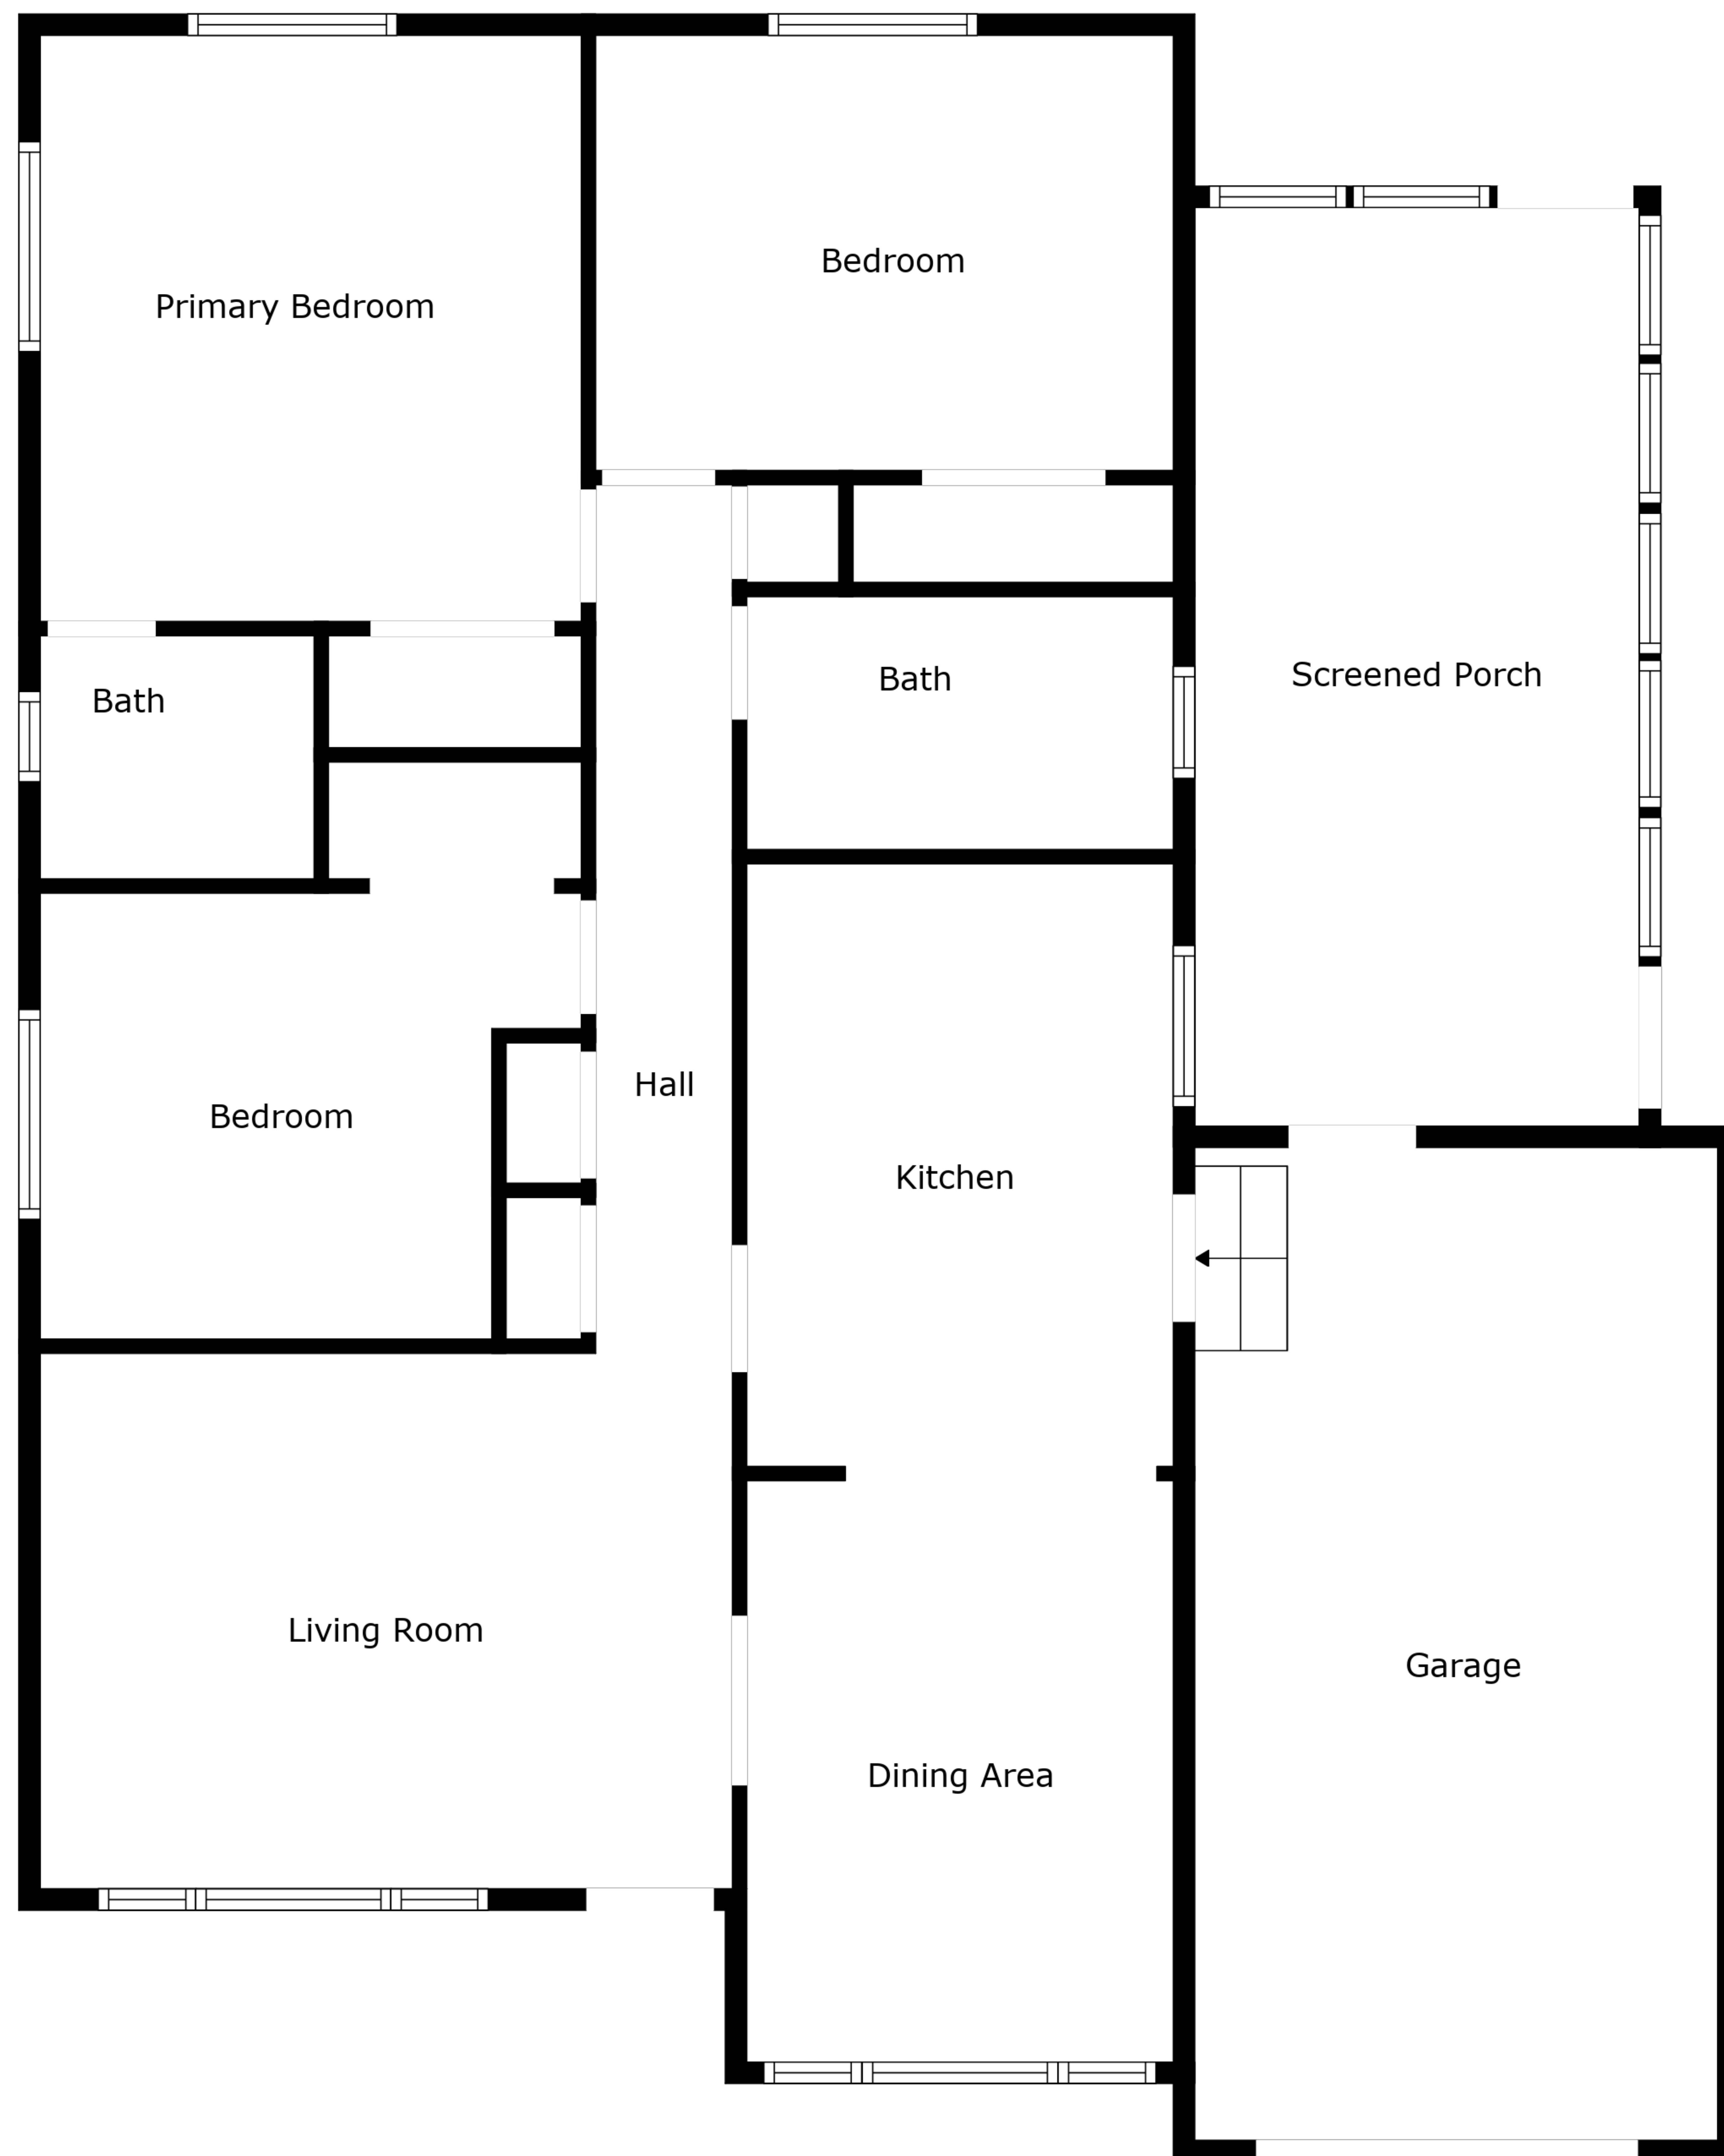 Bedroom
Primary Bedroom
Screened Porch
Bath
Bath
Hall
Bedroom
Kitchen
Living Room
Garage
Dining Area